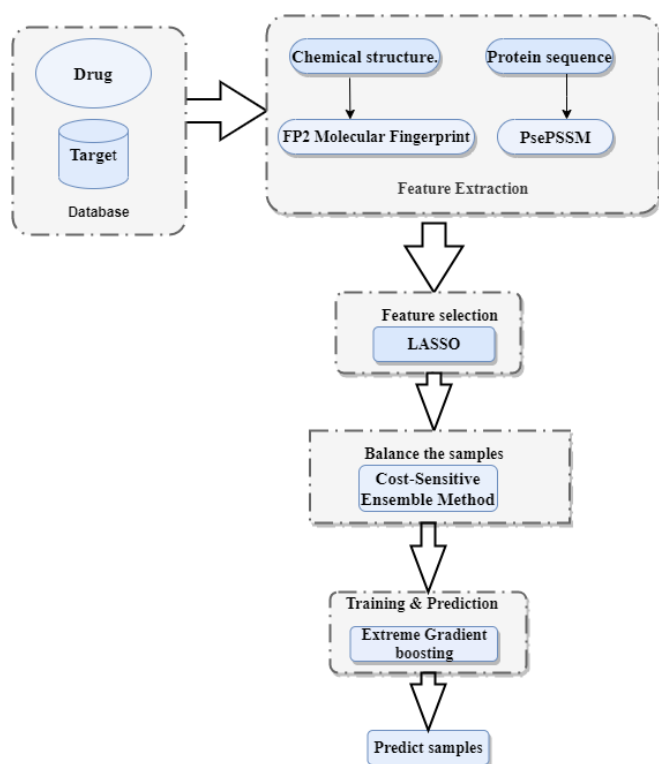 Drug
Target
Database
Chemical structure.
Protein sequence
FP2 Molecular Fingerprint
PsePSSM
Feature Extraction
Feature selection
LASSO
Balance the samples
Cost-Sensitive
Ensemble Method
Training & Prediction
Extreme Gradient
boosting
Predict samples